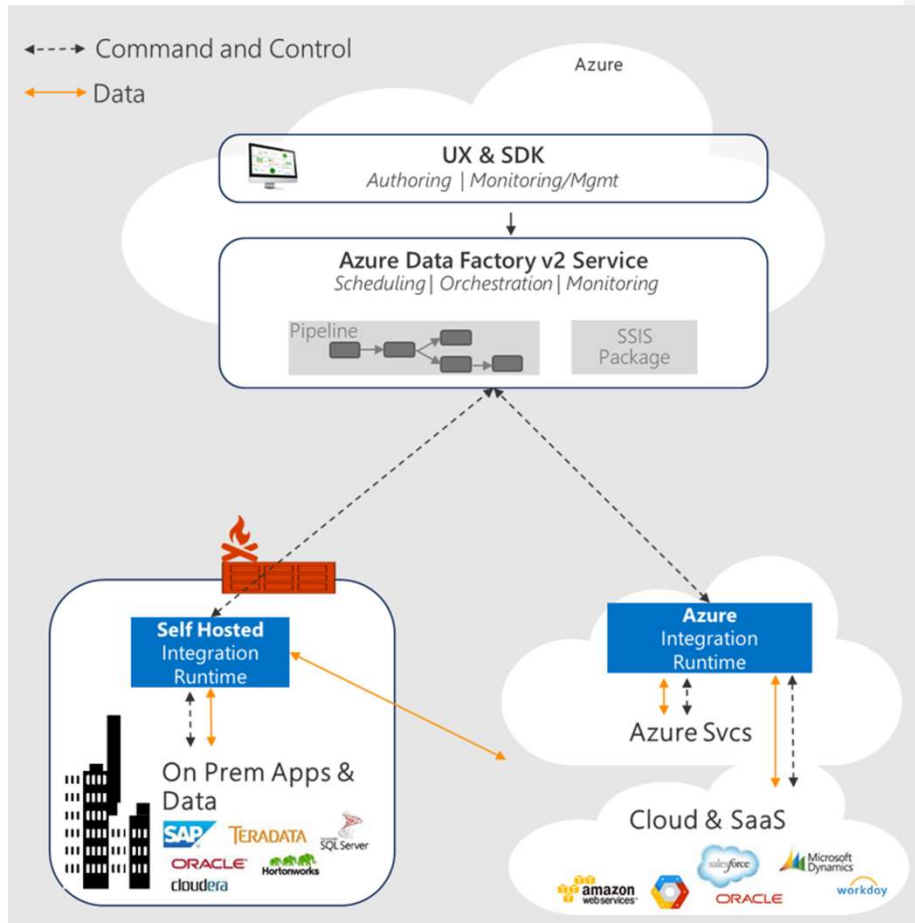 Command and Control
Data
Azure
UX & SDK
Authoring | Monitoring/Mgmt
Azure Data Factory v2 Service
Scheduling | Orchestration | Monitoring
Pipeline
SSIS
Package
Self Hosted
Integration
Runtime
Azure
Integration
Runtime
Azure Svcs
On Prem Apps &
Data
SAP
TERADATA
SQL Server
ORACLE
Hortonworks
cloudera
Cloud & SaaS
salesforce
Microsoft
Dynamics
amazon
webservices
ORACLE
workday